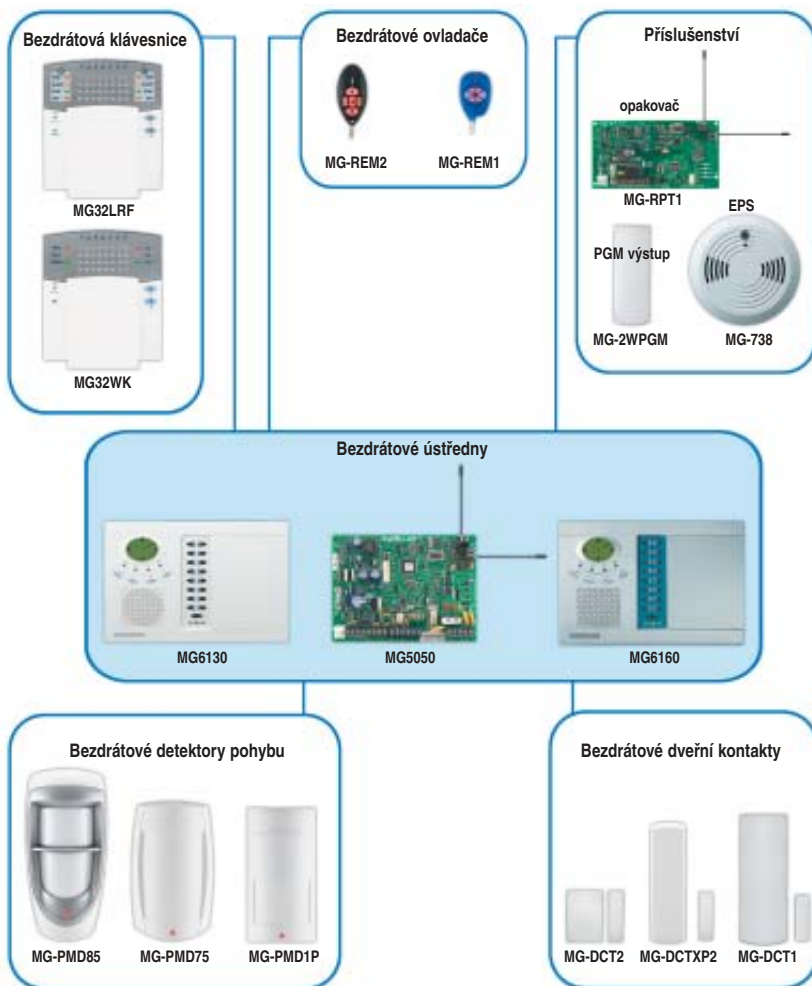 Bezdrátová klávesnice
MG32LRF
MG32WK
Bezdrátové ovladače
MG-REM2
MG-REM1
Příslušenství
opakovač
MG-RPT1
EPS
PGM výstup
MG-2WPGM
MG-738
Bezdrátové ústředny
MG6130
MG5050
MG6160
Bezdrátové detektory pohybu
MG-PMD85
MG-PMD75
MG-PMD1P
Bezdrátové dveřní kontakty
MG-DCT2
MG-DCTXP2
MG-DCT1